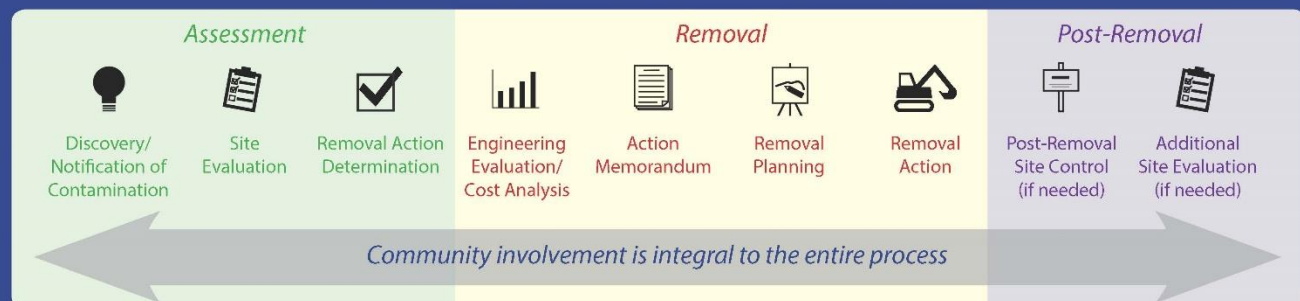 Assessment
Discovery/
Notification of
Contamination
Site
Evaluation
Removal Action
Determination
Removal
Engineering
Evaluation/
Cost Analysis
Action
Memorandum
Removal
Planning
Removal
Action
Post-Removal
Post-Removal
Site Control
(if needed)
Additional
Site Evaluation
(if needed)
Community involvement is integral to the entire process